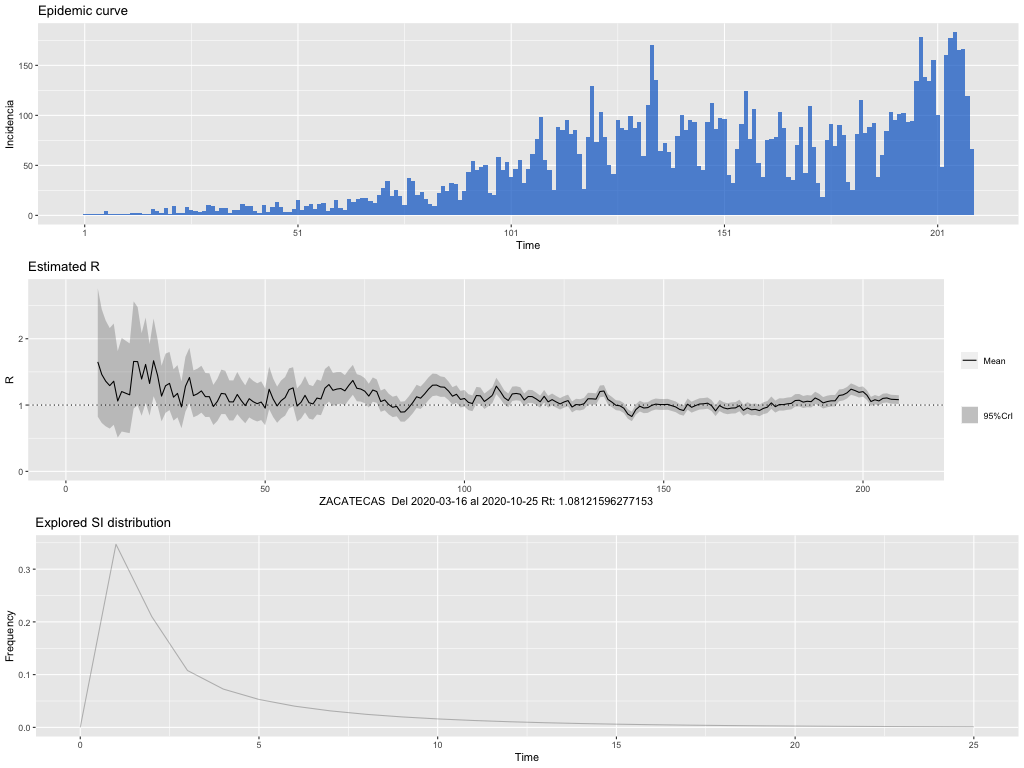 Epidemic curve
150
100
50
0
Incidencia
1 51 101 151 201
Time
Estimated R
2
1
0
R
0 50 100 150 200
ZACATECAS Del 2020-03-16 al 2020-10-25 Rt: 1.08121596277153
Mean
95%CrI
Explored SI distribution
0.3
0.2
0.1
0.0
Frequency
0 5 10 15 20 25
Time